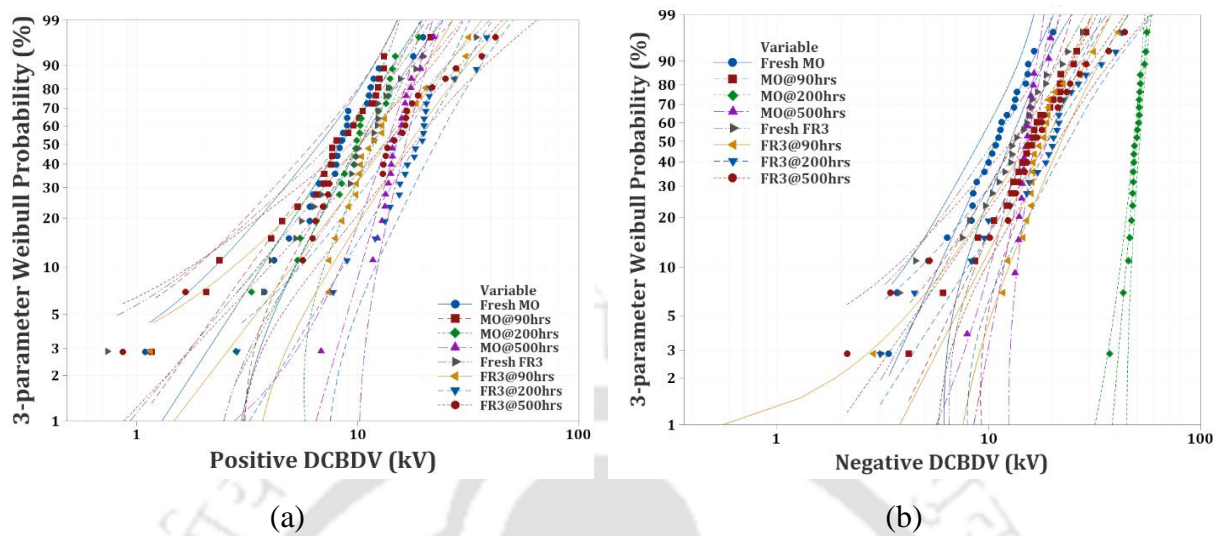 3-parameter Weibull Probability (%)
99
90
80
70
60
50
40
30
20
10
5
3
2
1
Variable
Fresh MO
MO@90hrs
MO@200hrs
MO@500hrs
Fresh FR3
FR3@90hrs
FR3@200hrs
FR3@500hrs
1
10
100
Positive DCBDV (kV)
(a)
3-parameter Weibull Probability (%)
99
90
80
70
60
50
40
30
20
10
5
3
2
1
Variable
Fresh MO
MO@90hrs
MO@200hrs
MO@500hrs
Fresh FR3
FR3@90hrs
FR3@200hrs
FR3@500hrs
1
10
100
Negative DCBDV (kV)
(b)